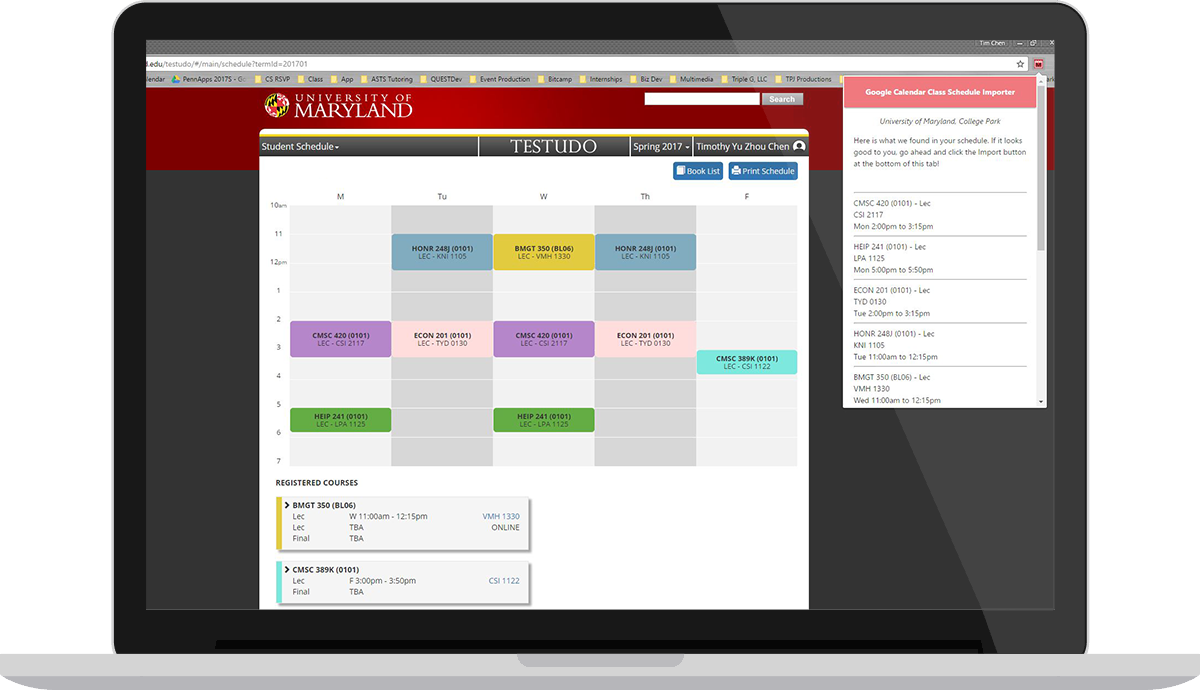 Tim Chen
l.edu/testudo/#/main/schedule?termId=201701
lendar PennApps 2017S - Go CS RSVP Class App ASTS Tutoring QUESTDev Event Production Bitcamp Internships Biz Dev Multimedia Triple G, LLC TPJ Productions
UNIVERSITY OF
MARYLAND
Search
Student Schedule
TESTUDO
Spring 2017
Timothy Yu Zhou Chen
Book List
Print Schedule
M Tu W Th F
10am
11
HONR 248J (0101)
LEC - KNI 1105
BMGT 350 (BL06)
LEC - VMH 1330
HONR 248J (0101)
LEC - KNI 1105
12pm
1
2
CMSC 420 (0101)
LEC - CSI 2117
ECON 201 (0101)
LEC - TYD 0130
CMSC 420 (0101)
LEC - CSI 2117
ECON 201 (0101)
LEC - TYD 0130
3
CMSC 389K (0101)
LEC - CSI 1122
4
5
HEIP 241 (0101)
LEC - LPA 1125
HEIP 241 (0101)
LEC - LPA 1125
6
7
REGISTERED COURSES
BMGT 350 (BL06)
Lec W 11:00am - 12:15pm VMH 1330
Lec TBA ONLINE
Final TBA
CMSC 389K (0101)
Lec F 3:00pm - 3:50pm CSI 1122
Final TBA
Google Calendar Class Schedule Importer
University of Maryland, College Park
Here is what we found in your schedule. If it looks
good to you, go ahead and click the Import button
at the bottom of this tab!
CMSC 420 (0101) - Lec
CSI 2117
Mon 2:00pm to 3:15pm
HEIP 241 (0101) - Lec
LPA 1125
Mon 5:00pm to 5:50pm
ECON 201 (0101) - Lec
TYD 0130
Tue 2:00pm to 3:15pm
HONR 248J (0101) - Lec
KNI 1105
Tue 11:00am to 12:15pm
BMGT 350 (BL06) - Lec
VMH 1330
Wed 11:00am to 12:15pm